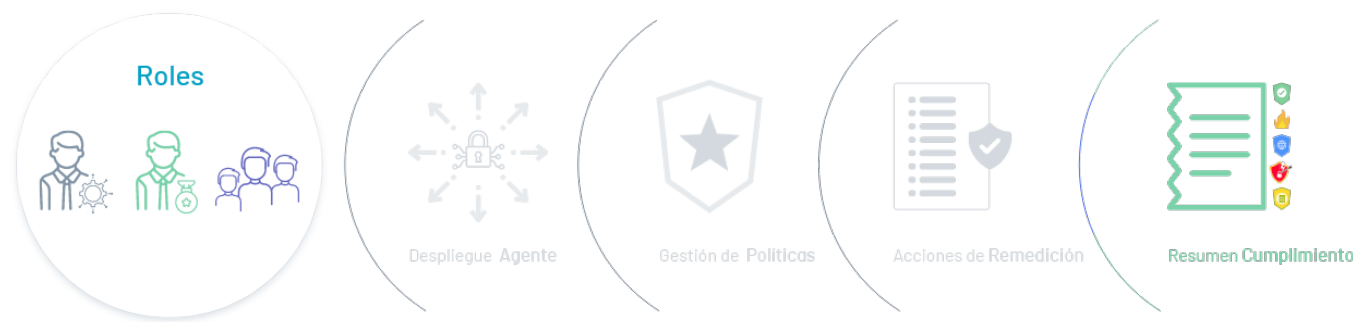 Roles
Despliegue Agente
Gestión de Políticas
Acciones de Remedición
Resumen Cumplimiento